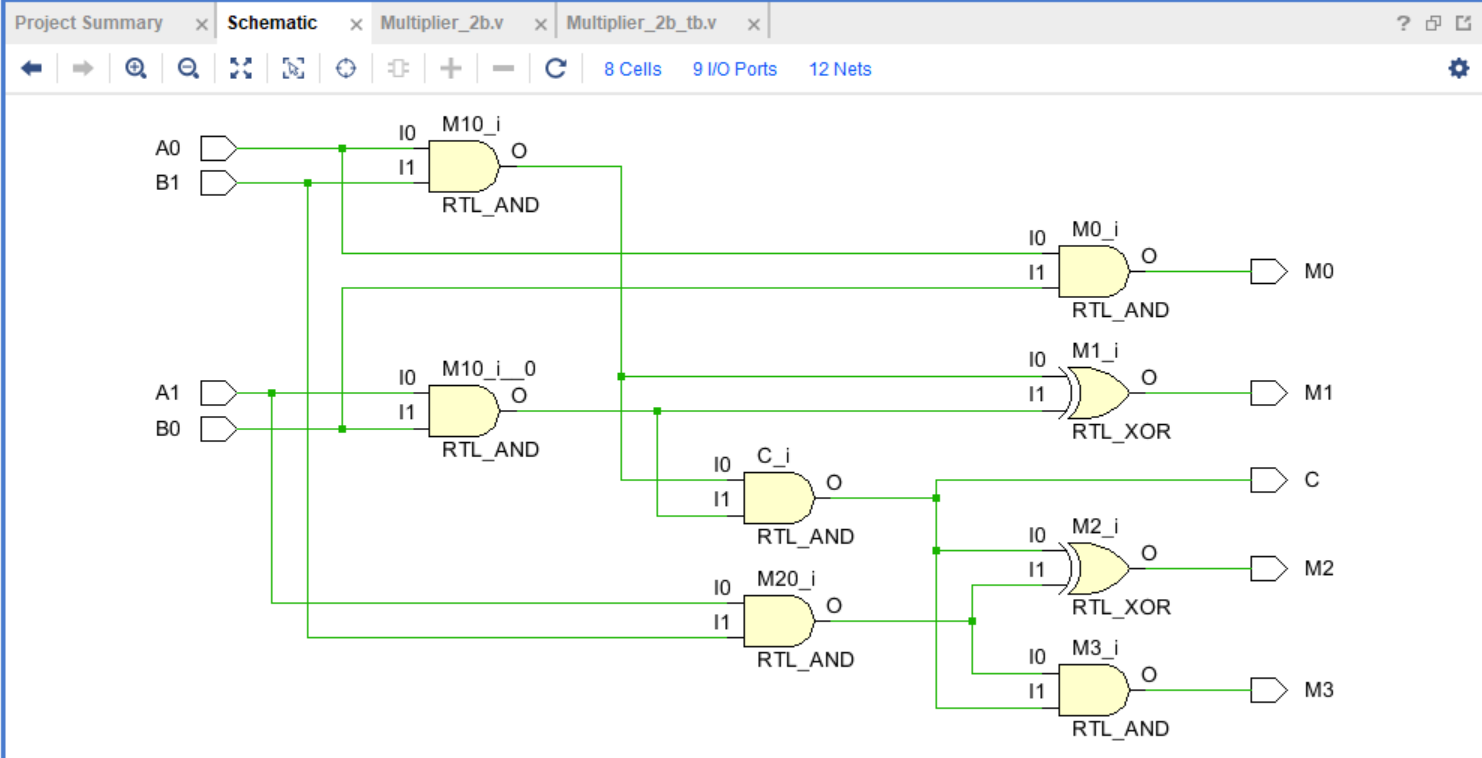 Project Summary × Schematic × Multiplier_2b.v × Multiplier_2b_tb.v × ?
8 Cells 9 I/O Ports 12 Nets
M10_i
A0 I0 O
B1 I1
RTL_AND
M0_i
I0 O
I1 M0
RTL_AND
M1_i
M10_i__0 I0 O
A1 I0 O I1 M1
B0 I1 RTL_XOR
RTL_AND
C_i
I0 O C
I1
RTL_AND
M2_i
I0 O
I1 M2
RTL_XOR
M20_i
I0 O
I1
RTL_AND
M3_i
I0 O
I1 M3
RTL_AND